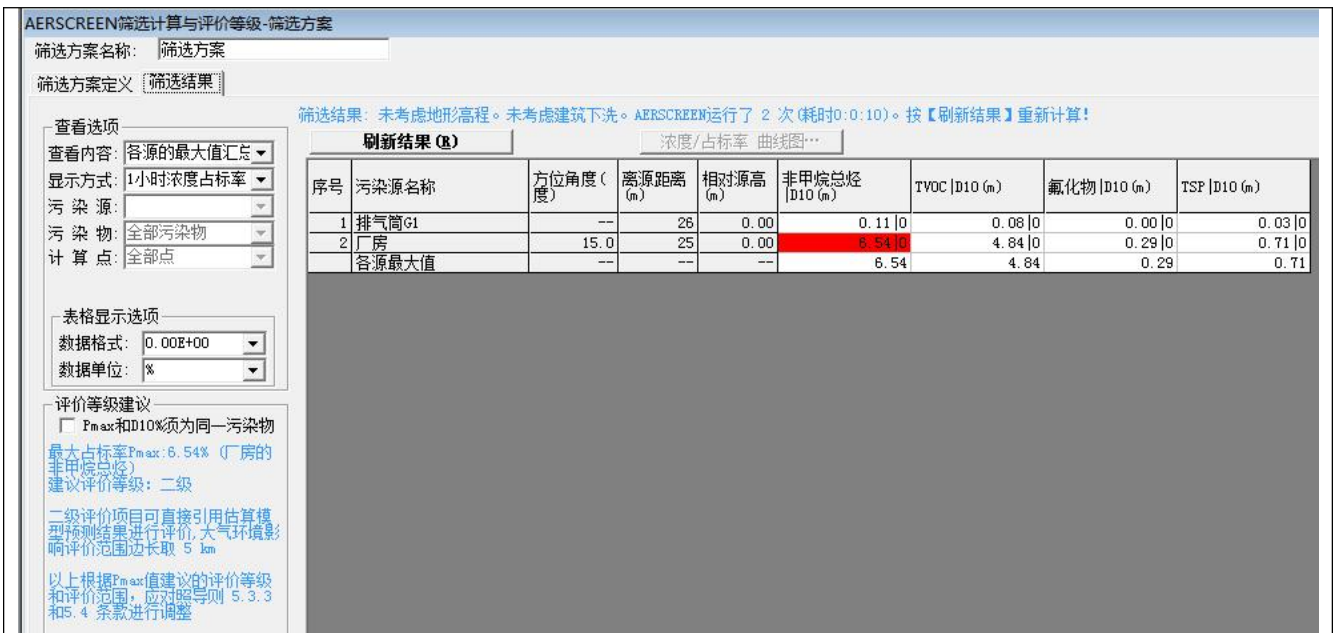 AERSCREEN筛选计算与评价等级-筛选方案
筛选方案名称: 筛选方案
筛选方案定义 筛选结果
筛选结果: 未考虑地形高程。未考虑建筑下洗。AERSCREEN运行了 2 次(耗时0:0:10)。按【刷新结果】重新计算!
查看选项
查看内容: 各源的最大值汇总
显示方式: 1小时浓度占标率
污 染 源:
污 染 物: 全部污染物
计 算 点: 全部点
表格显示选项
数据格式: 0.00E+00
数据单位: %
评价等级建议
Pmax和D10%须为同一污染物
最大占标率Pmax:6.54% (厂房的
非甲烷总烃)
建议评价等级: 二级
二级评价项目可直接引用估算模
型预测结果进行评价,大气环境影
响评价范围边长取 5 km
以上根据Pmax值建议的评价等级
和评价范围,应对照导则 5.3.3
和5.4 条款进行调整
刷新结果(R) 浓度/占标率 曲线图…
序号 污染源名称 方位角度(度) 离源距离(m) 相对源高(m) 非甲烷总烃|D10(m) TVOC|D10(m) 氟化物|D10(m) TSP|D10(m)
1 排气筒G1 -- 26 0.00 0.11|0 0.08|0 0.00|0 0.03|0
2 厂房 15.0 25 0.00 6.54|0 4.84|0 0.29|0 0.71|0
各源最大值 -- -- -- 6.54 4.84 0.29 0.71